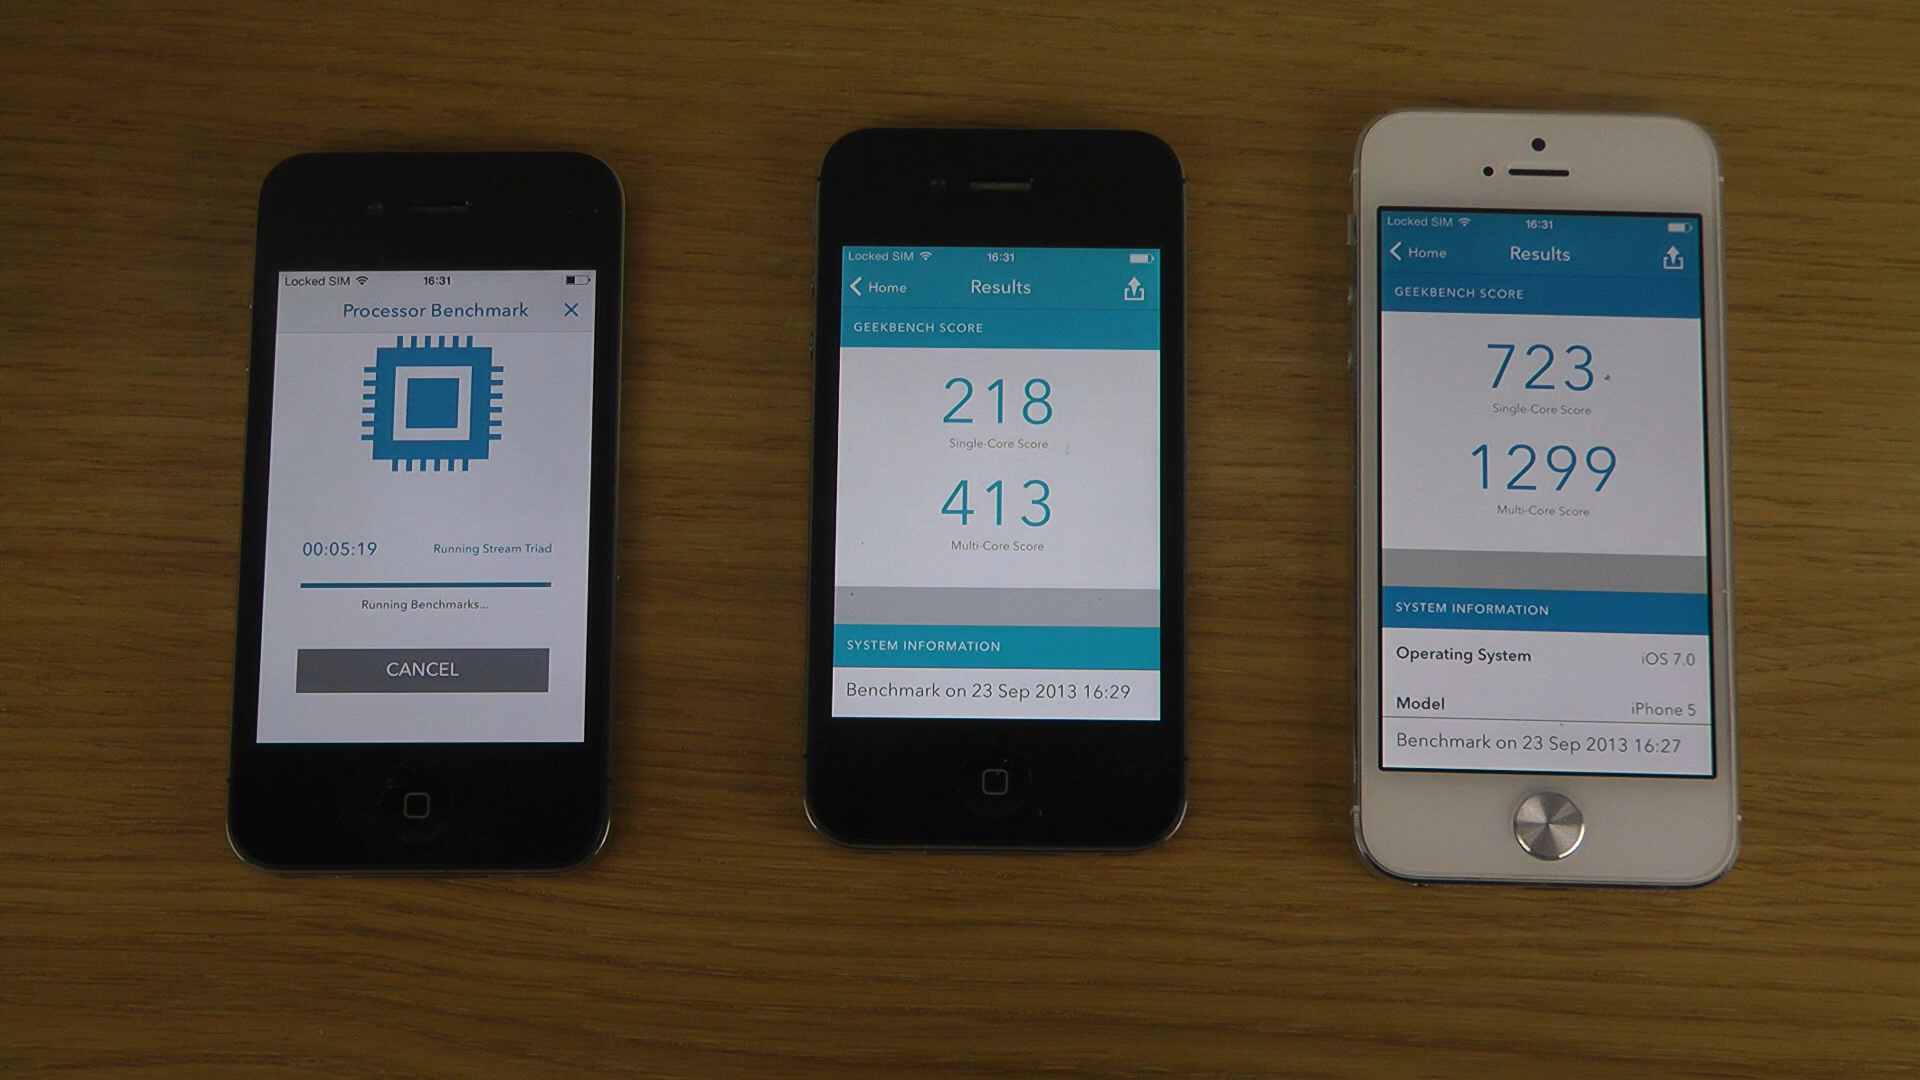 Locked SIM 16:31
Processor Benchmark
00:05:19 Running Stream Triad
Running Benchmarks...
CANCEL
Locked SIM 16:31
Home Results
GEEKBENCH SCORE
218
Single-Core Score
413
Multi-Core Score
SYSTEM INFORMATION
Benchmark on 23 Sep 2013 16:29
Locked SIM 16:31
Home Results
GEEKBENCH SCORE
723
Single-Core Score
1299
Multi-Core Score
SYSTEM INFORMATION
Operating System iOS 7.0
Model iPhone 5
Benchmark on 23 Sep 2013 16:27